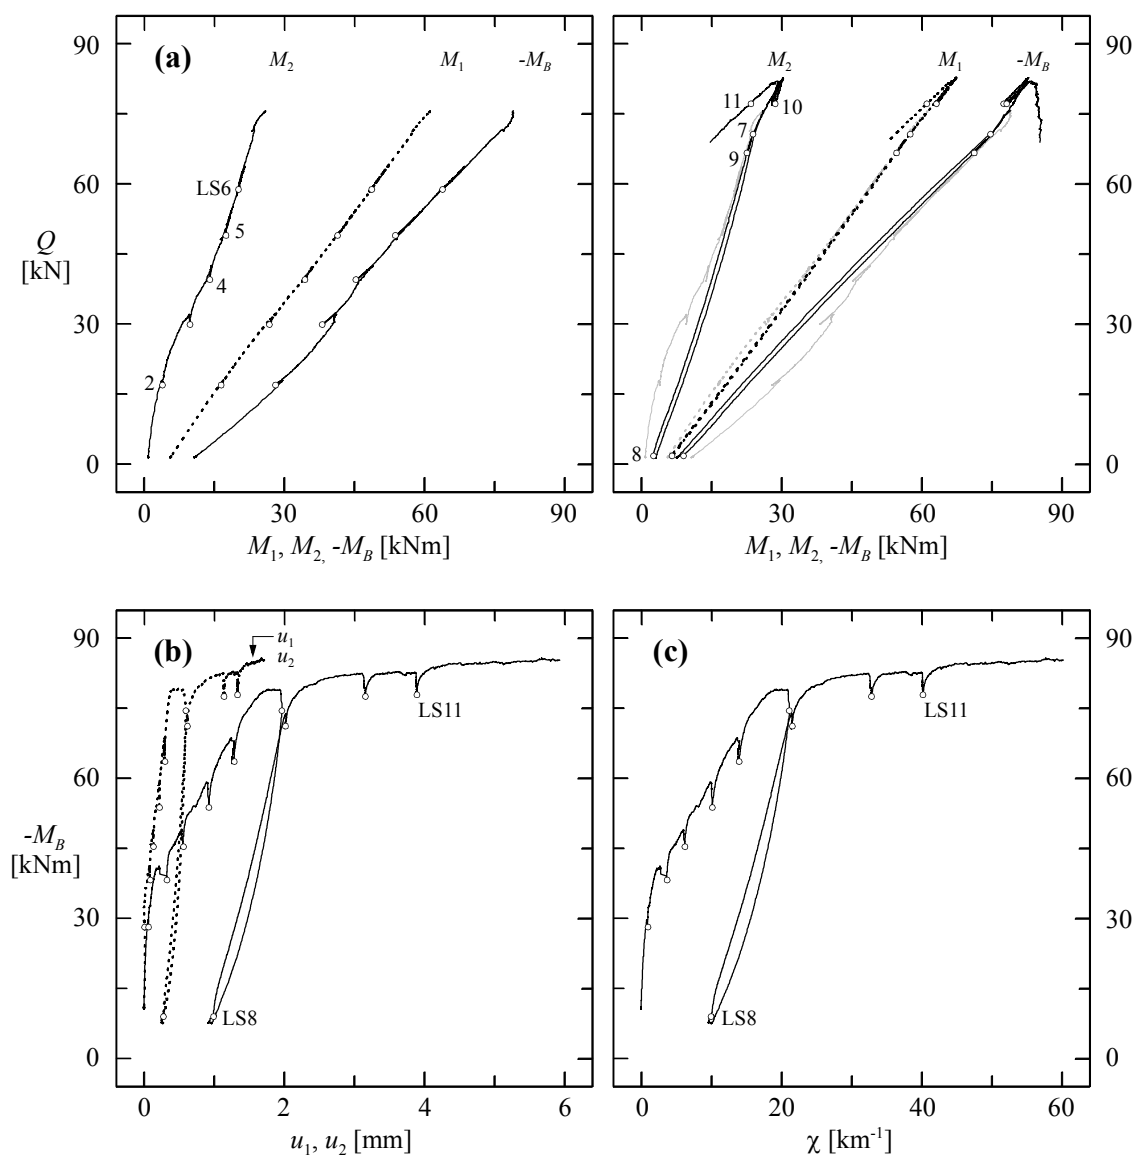 90
(a)
M2
M1
-MB
M2
M1
-MB
90
11
10
7
9
60
LS6
60
5
Q
[kN]
4
30
30
2
0
8
0
0
30
60
90
0
30
60
90
M1, M2, -MB [kNm]
M1, M2, -MB [kNm]
90
(b)
u1
u2
(c)
90
LS11
LS11
60
60
-MB
[kNm]
30
30
LS8
LS8
0
0
0
2
4
6
0
20
40
60
u1, u2 [mm]
χ [km-1]